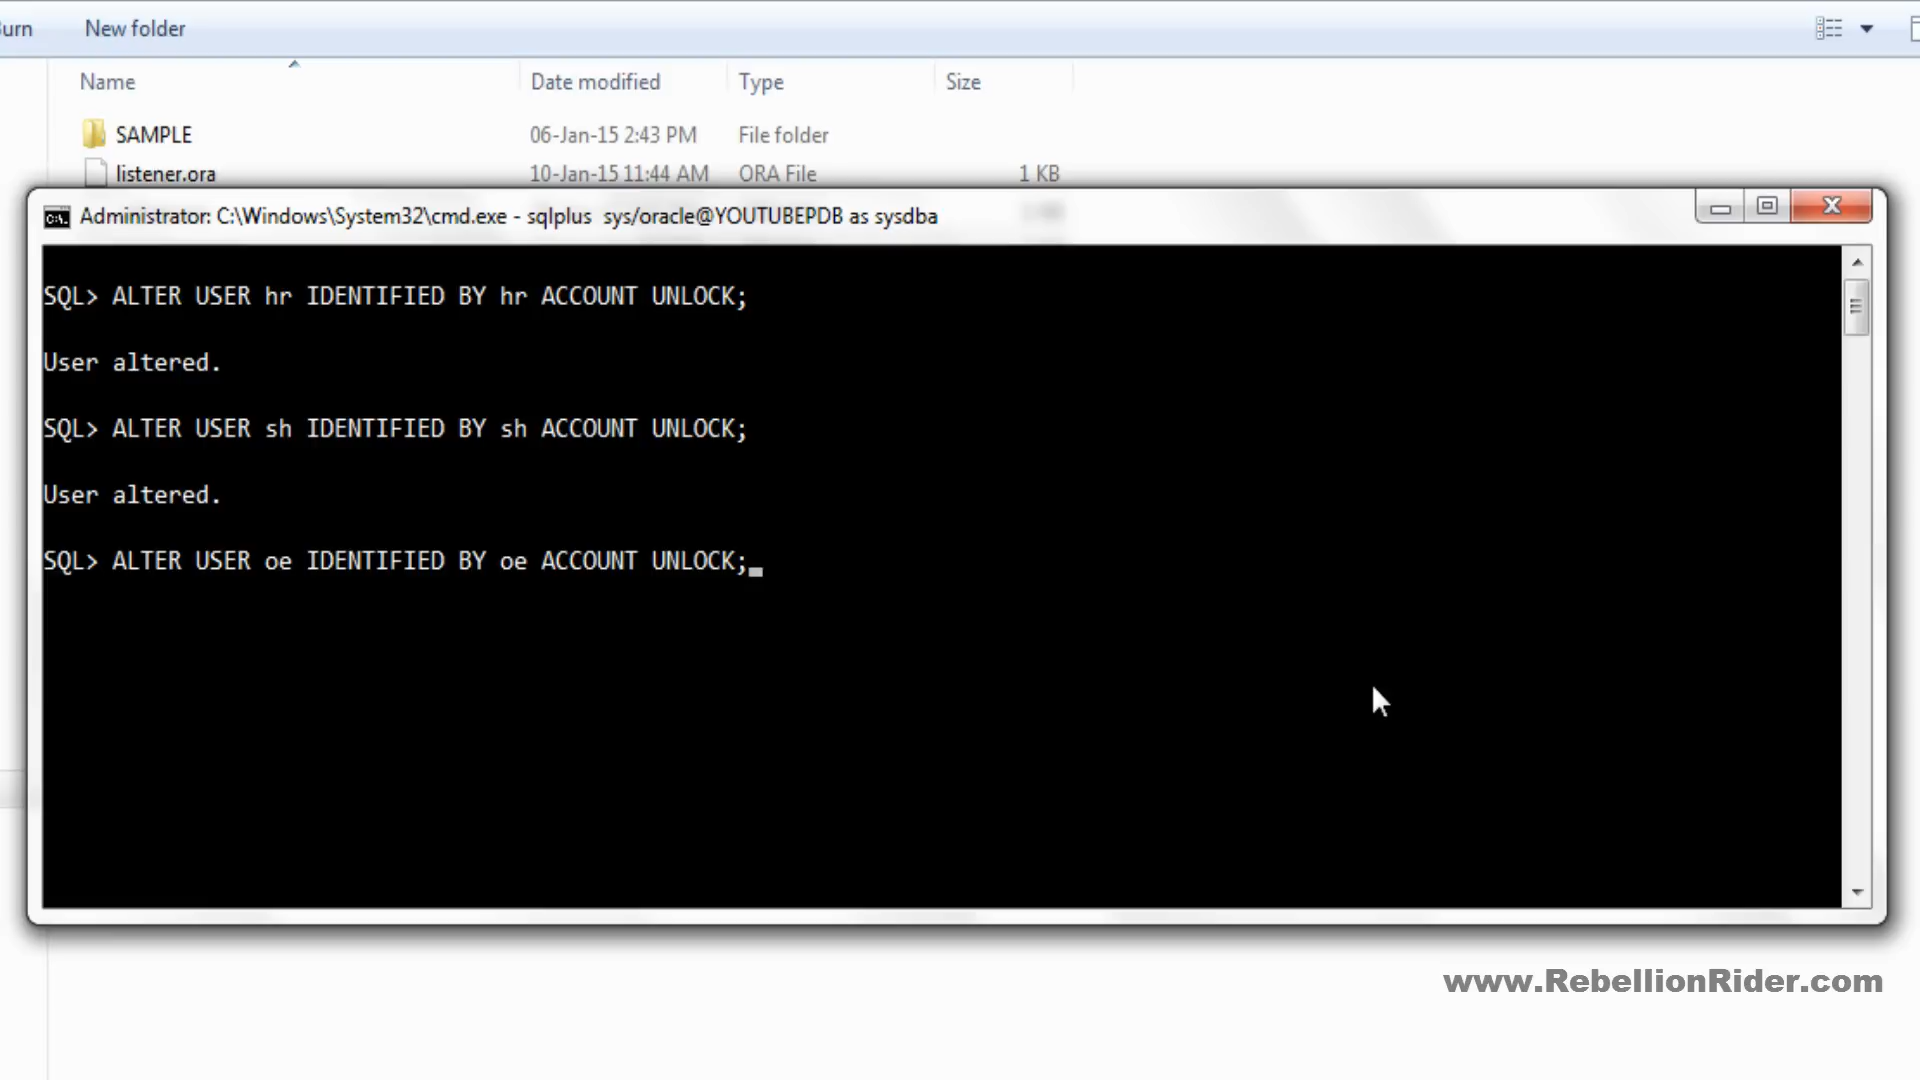 Burn New folder
Name Date modified Type Size
SAMPLE 06-Jan-15 2:43 PM File folder
listener.ora 10-Jan-15 11:44 AM ORA File 1 KB
Administrator: C:\Windows\System32\cmd.exe - sqlplus  sys/oracle@YOUTUBEPDB as sysdba
SQL> ALTER USER hr IDENTIFIED BY hr ACCOUNT UNLOCK;
User altered.
SQL> ALTER USER sh IDENTIFIED BY sh ACCOUNT UNLOCK;
User altered.
SQL> ALTER USER oe IDENTIFIED BY oe ACCOUNT UNLOCK;
www.RebellionRider.com